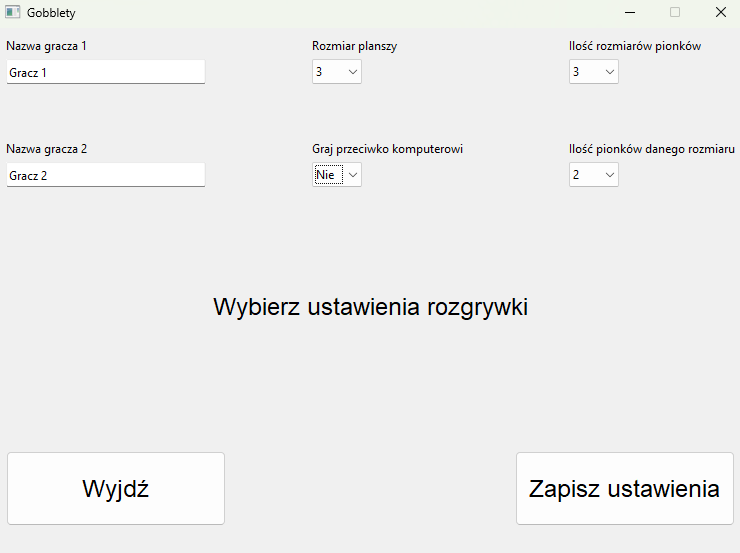 Gobblety
Nazwa gracza 1
Rozmiar planszy
Ilość rozmiarów pionków
Gracz 1
3
3
Nazwa gracza 2
Graj przeciwko komputerowi
Ilość pionków danego rozmiaru
Gracz 2
Nie
2
Wybierz ustawienia rozgrywki
Wyjdź
Zapisz ustawienia